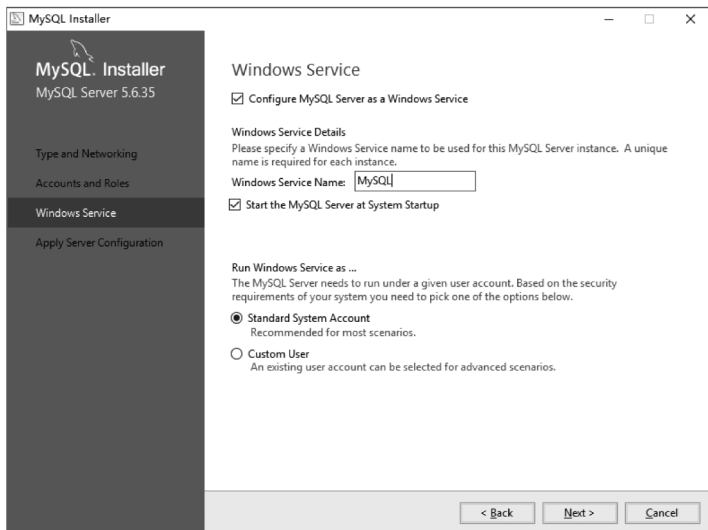 MySQL Installer
MySQL. Installer
MySQL Server 5.6.35
Type and Networking
Accounts and Roles
Windows Service
Apply Server Configuration
Windows Service
Configure MySQL Server as a Windows Service
Windows Service Details
Please specify a Windows Service name to be used for this MySQL Server instance. A unique
name is required for each instance.
Windows Service Name: MySQL
Start the MySQL Server at System Startup
Run Windows Service as ...
The MySQL Server needs to run under a given user account. Based on the security
requirements of your system you need to pick one of the options below.
Standard System Account
Recommended for most scenarios.
Custom User
An existing user account can be selected for advanced scenarios.
< Back Next > Cancel